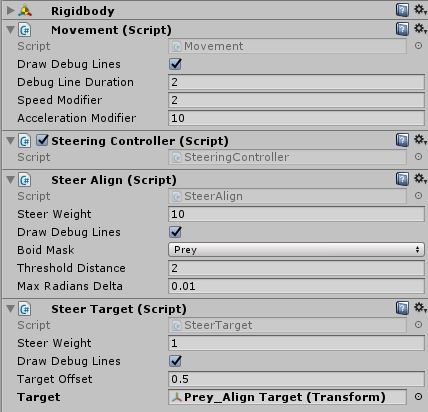 Rigidbody
Movement (Script)
Script Movement
Draw Debug Lines
Debug Line Duration 2
Speed Modifier 2
Acceleration Modifier 10
Steering Controller (Script)
Script SteeringController
Steer Align (Script)
Script SteerAlign
Steer Weight 10
Draw Debug Lines
Boid Mask Prey
Threshold Distance 2
Max Radians Delta 0.01
Steer Target (Script)
Script SteerTarget
Steer Weight 1
Draw Debug Lines
Target Offset 0.5
Target Prey_Align Target (Transform)